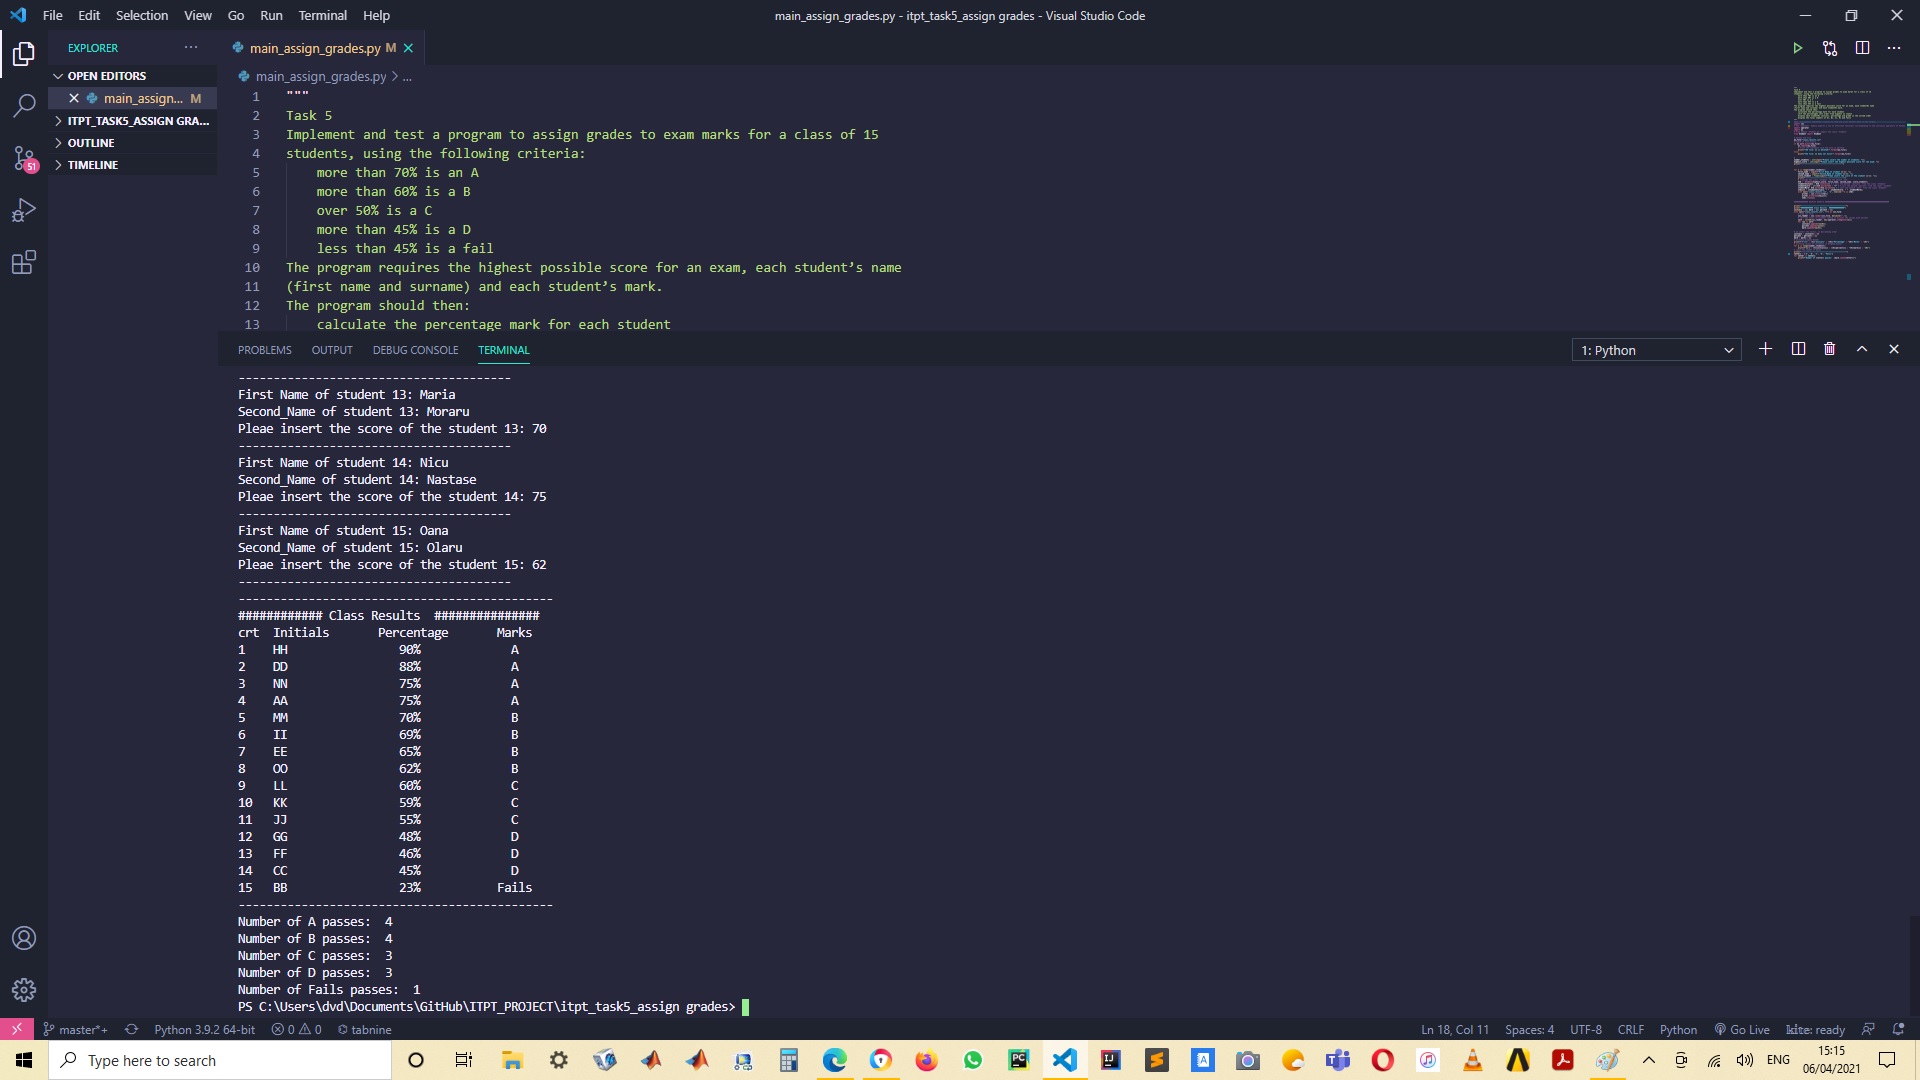 File Edit Selection View Go Run Terminal Help
main_assign_grades.py - itpt_task5_assign grades - Visual Studio Code
EXPLORER
OPEN EDITORS
main_assign... M
ITPT_TASK5_ASSIGN GRA...
OUTLINE
TIMELINE
51
main_assign_grades.py M
main_assign_grades.py > ...
1 """
2 Task 5
3 Implement and test a program to assign grades to exam marks for a class of 15
4 students, using the following criteria:
5 more than 70% is an A
6 more than 60% is a B
7 over 50% is a C
8 more than 45% is a D
9 less than 45% is a fail
10 The program requires the highest possible score for an exam, each student’s name
11 (first name and surname) and each student’s mark.
12 The program should then:
13 calculate the percentage mark for each student
PROBLEMS OUTPUT DEBUG CONSOLE TERMINAL
1: Python
---------------------------------------
First Name of student 13: Maria
Second_Name of student 13: Moraru
Pleae insert the score of the student 13: 70
---------------------------------------
First Name of student 14: Nicu
Second_Name of student 14: Nastase
Pleae insert the score of the student 14: 75
---------------------------------------
First Name of student 15: Oana
Second_Name of student 15: Olaru
Pleae insert the score of the student 15: 62
---------------------------------------
---------------------------------------------
############ Class Results ###############
crt Initials Percentage Marks
1 HH 90% A
2 DD 88% A
3 NN 75% A
4 AA 75% A
5 MM 70% B
6 II 69% B
7 EE 65% B
8 OO 62% B
9 LL 60% C
10 KK 59% C
11 JJ 55% C
12 GG 48% D
13 FF 46% D
14 CC 45% D
15 BB 23% Fails
---------------------------------------------
Number of A passes: 4
Number of B passes: 4
Number of C passes: 3
Number of D passes: 3
Number of Fails passes: 1
PS C:\Users\dvd\Documents\GitHub\ITPT_PROJECT\itpt_task5_assign grades>
master*+ Python 3.9.2 64-bit 0 0 tabnine
Ln 18, Col 11 Spaces: 4 UTF-8 CRLF Python Go Live kite: ready
Type here to search
PC
IJ
ENG
15:15
06/04/2021